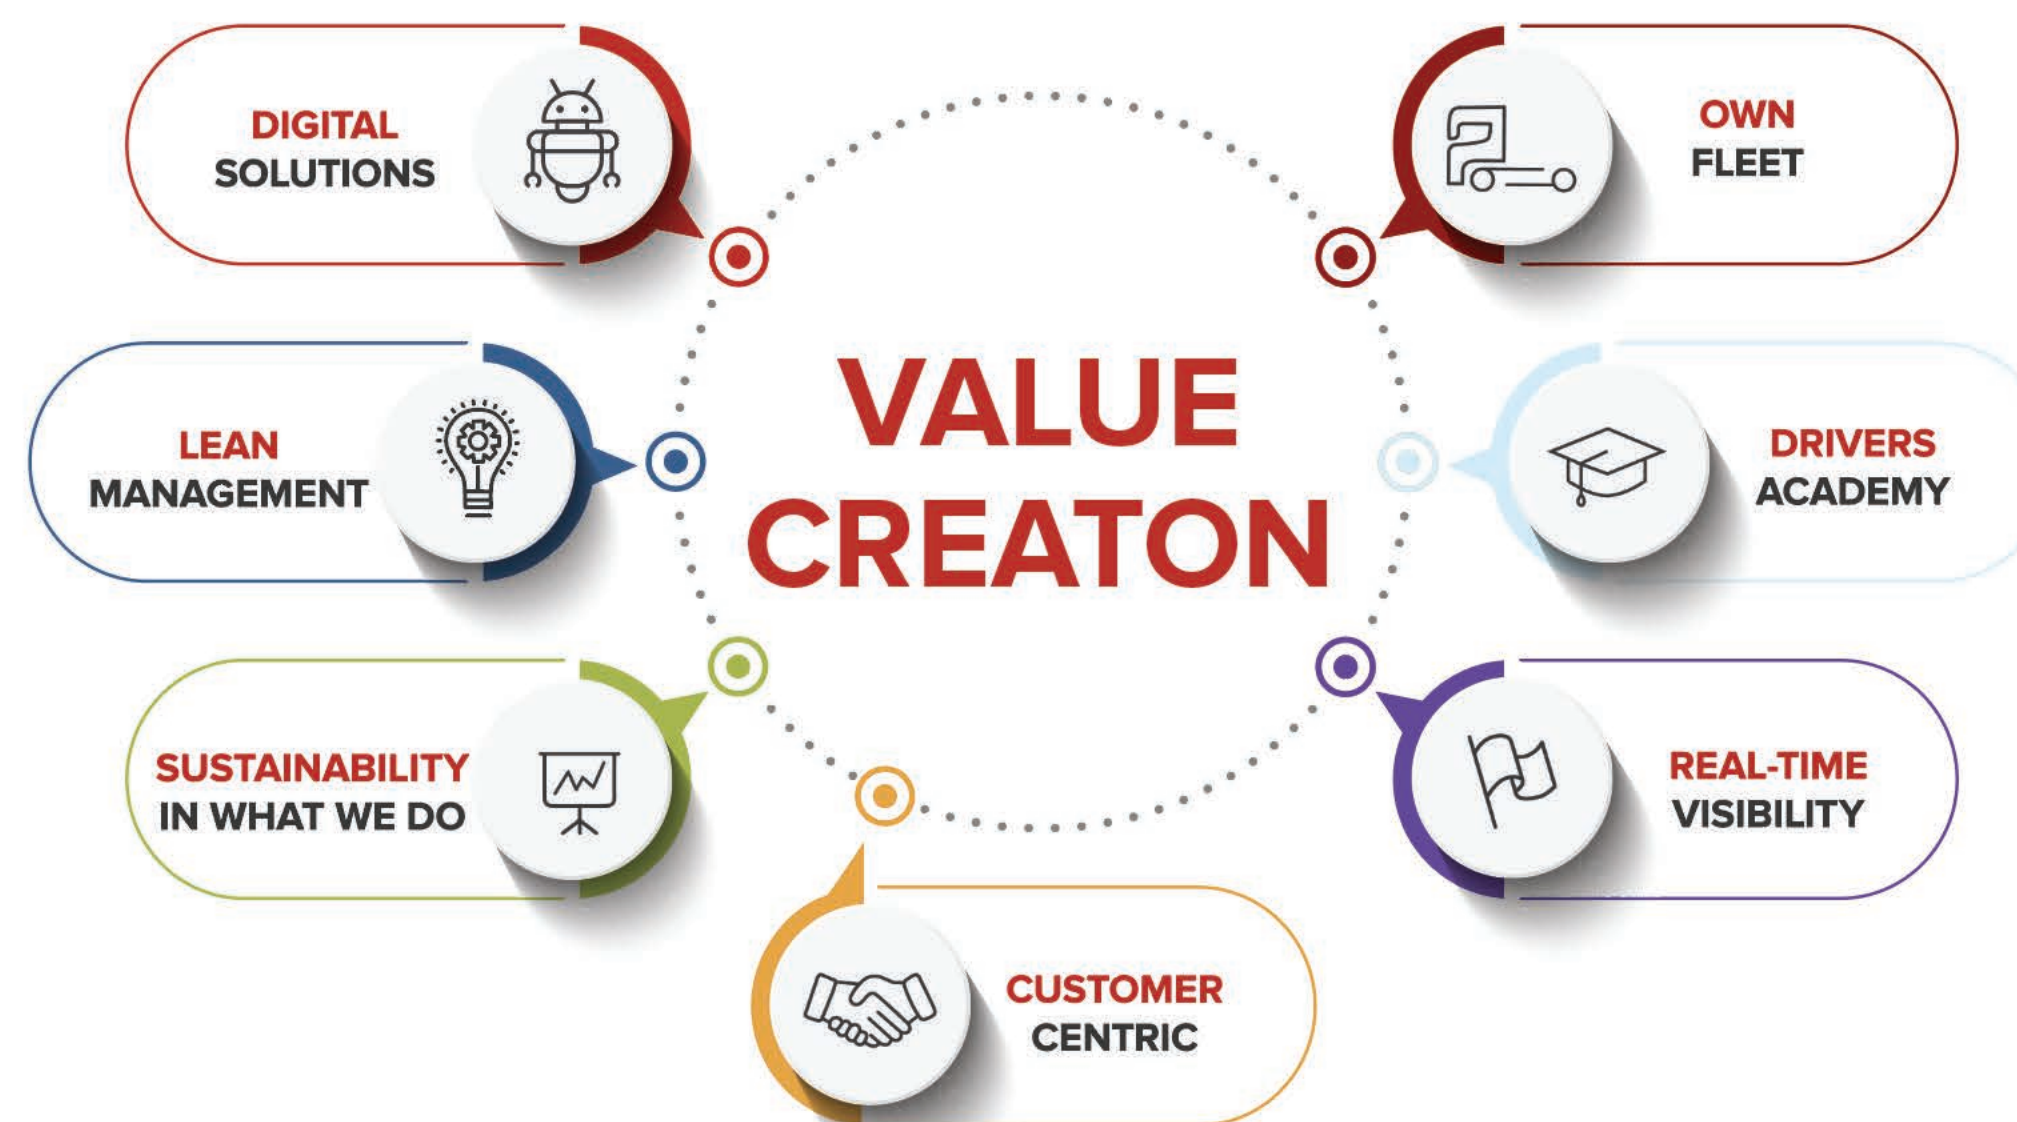 DIGITAL
SOLUTIONS
OWN
FLEET
LEAN
MANAGEMENT
VALUE
CREATON
DRIVERS
ACADEMY
SUSTAINABILITY
IN WHAT WE DO
REAL-TIME
VISIBILITY
CUSTOMER
CENTRIC